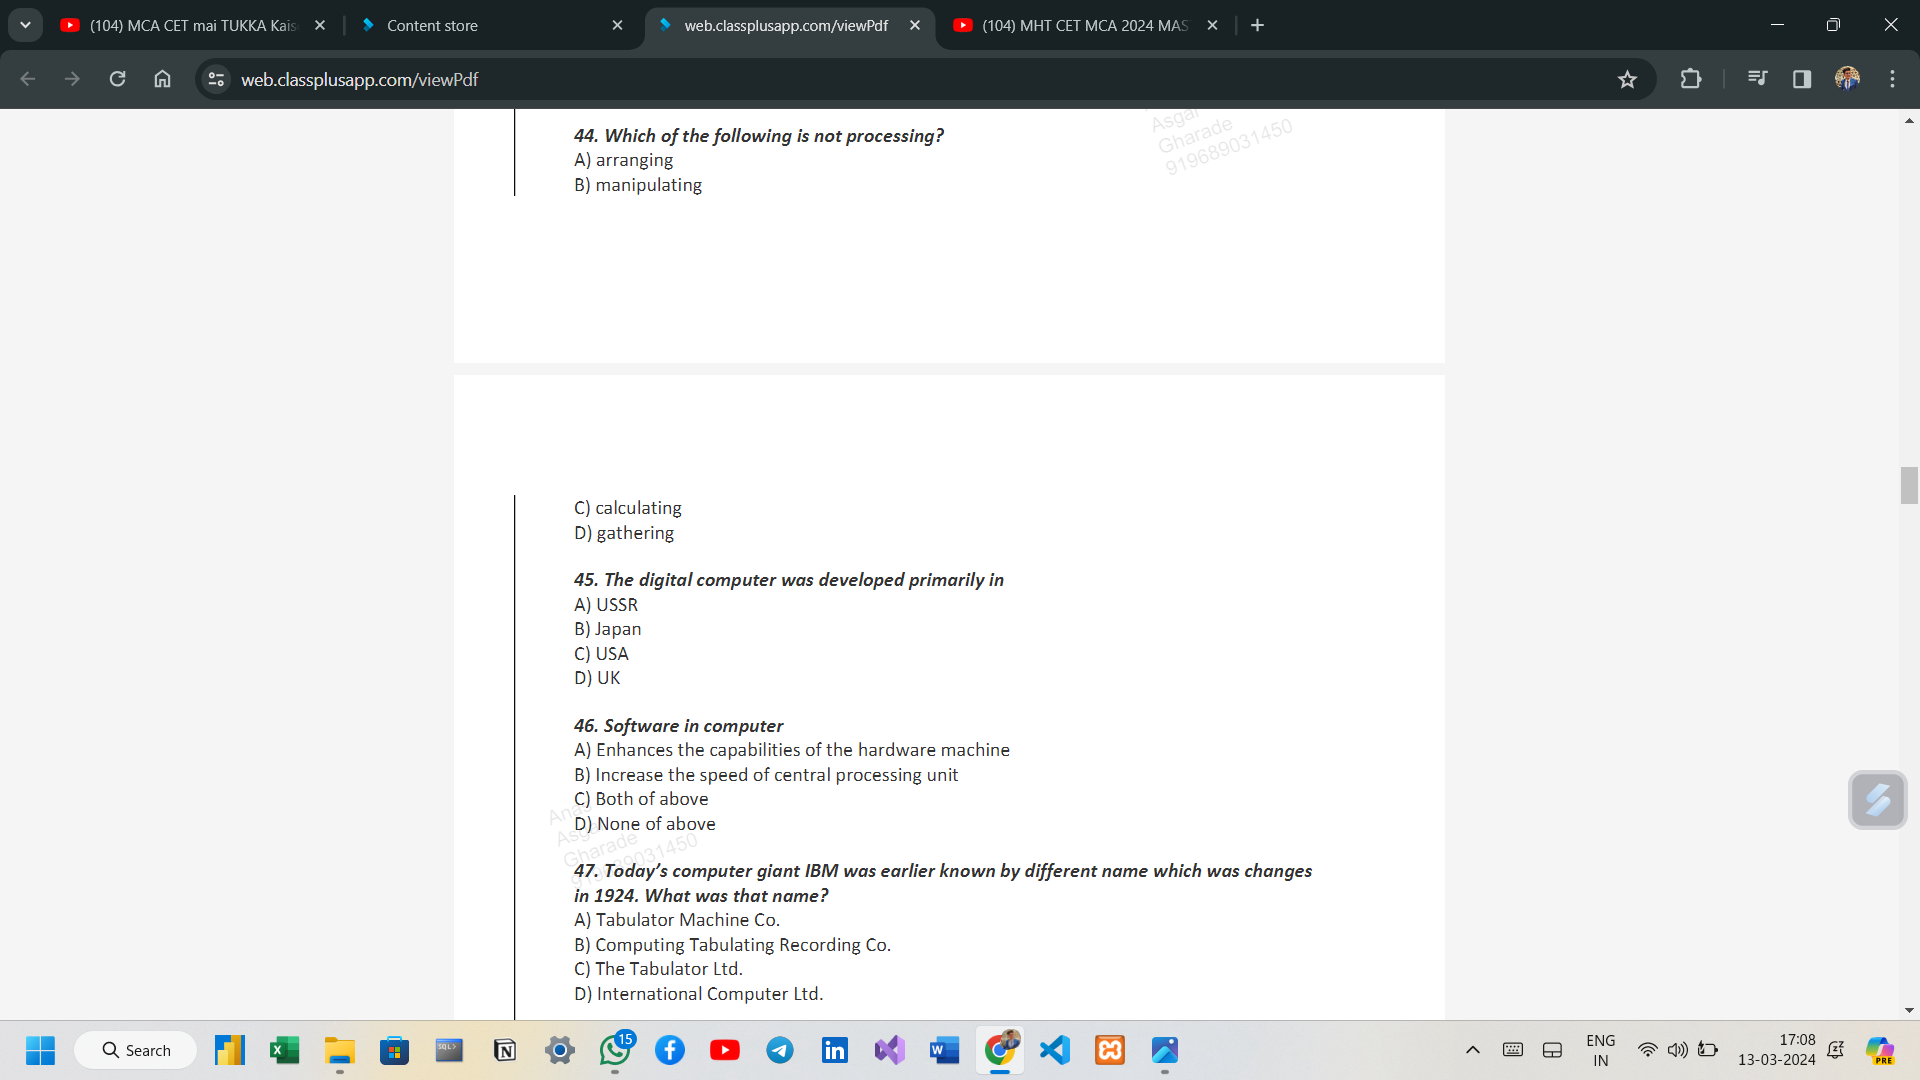 (104) MCA CET mai TUKKA Kais
Content store
web.classplusapp.com/viewPdf
(104) MHT CET MCA 2024 MAS
web.classplusapp.com/viewPdf
Asgar
Gharade
919689031450
44. Which of the following is not processing?
A) arranging
B) manipulating
C) calculating
D) gathering
45. The digital computer was developed primarily in
A) USSR
B) Japan
C) USA
D) UK
46. Software in computer
A) Enhances the capabilities of the hardware machine
B) Increase the speed of central processing unit
C) Both of above
D) None of above
Gharade
47. Today’s computer giant IBM was earlier known by different name which was changes
in 1924. What was that name?
A) Tabulator Machine Co.
B) Computing Tabulating Recording Co.
C) The Tabulator Ltd.
D) International Computer Ltd.
Search
SQL>
15
ENG
IN
17:08
13-03-2024
PRE